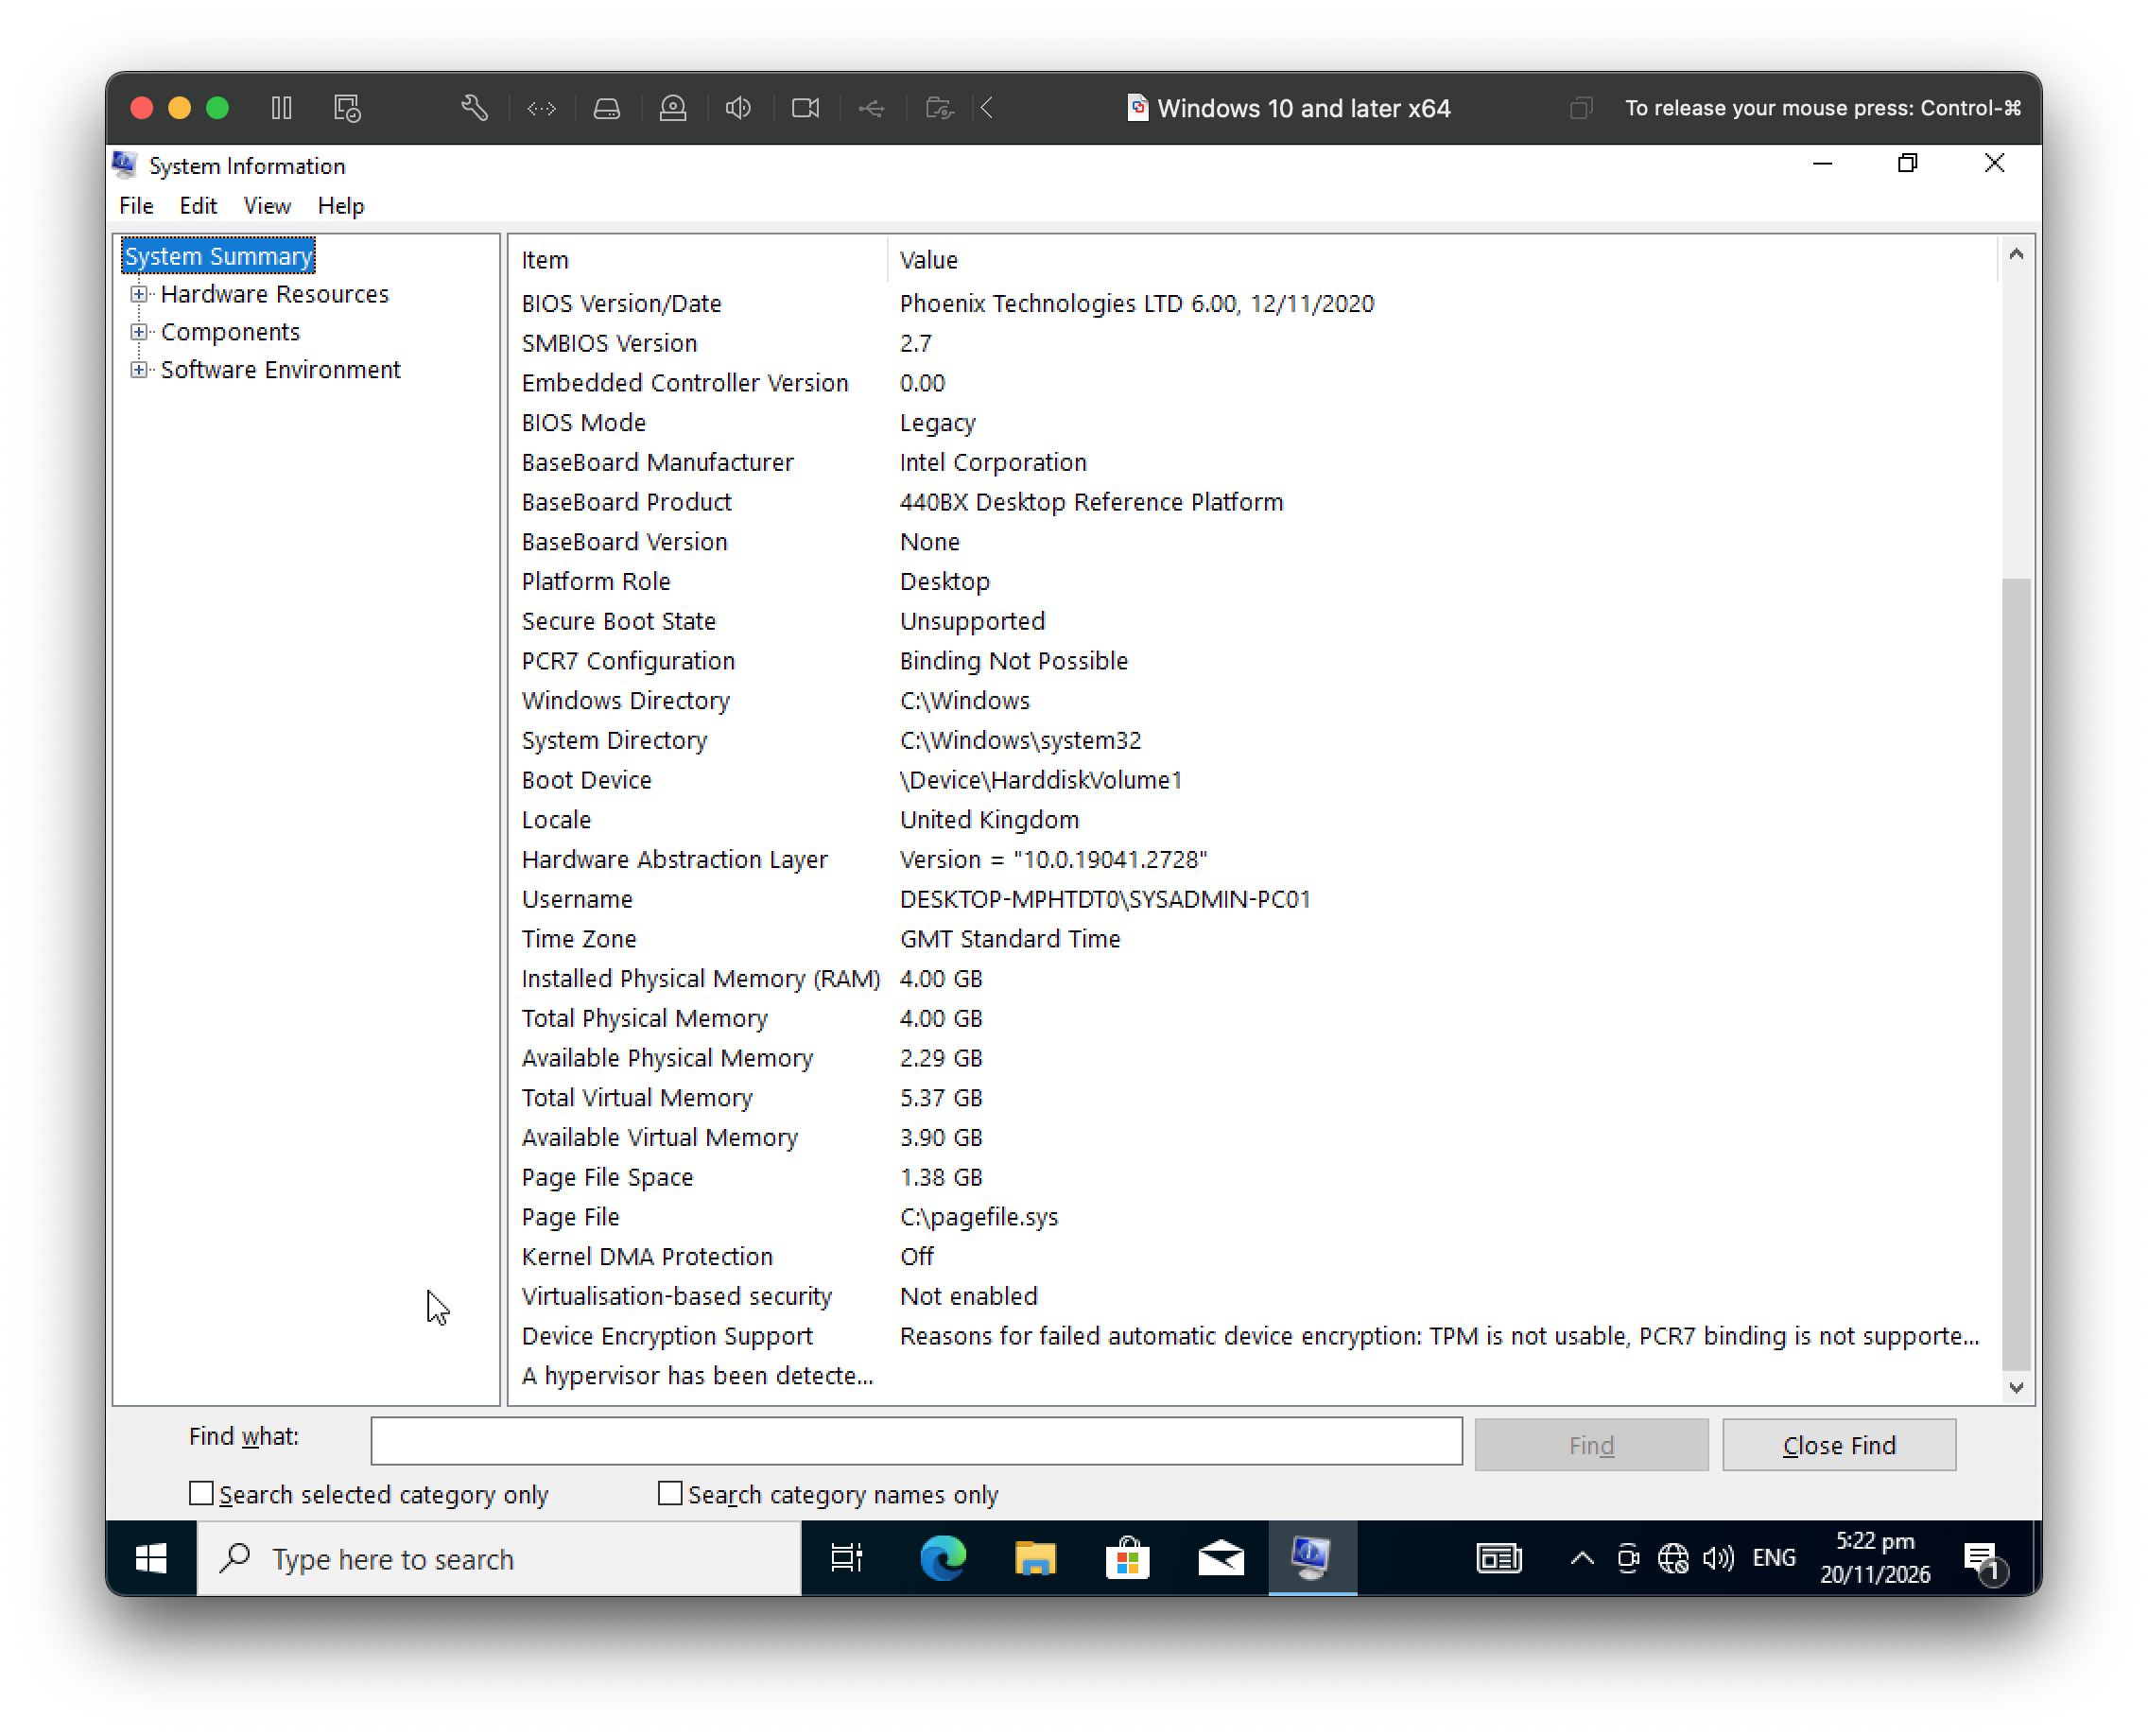 Windows 10 and later x64
To release your mouse press: Control-⌘
System Information
File Edit View Help
System Summary
Hardware Resources
Components
Software Environment
Item Value
BIOS Version/Date Phoenix Technologies LTD 6.00, 12/11/2020
SMBIOS Version 2.7
Embedded Controller Version 0.00
BIOS Mode Legacy
BaseBoard Manufacturer Intel Corporation
BaseBoard Product 440BX Desktop Reference Platform
BaseBoard Version None
Platform Role Desktop
Secure Boot State Unsupported
PCR7 Configuration Binding Not Possible
Windows Directory C:\Windows
System Directory C:\Windows\system32
Boot Device \Device\HarddiskVolume1
Locale United Kingdom
Hardware Abstraction Layer Version = "10.0.19041.2728"
Username DESKTOP-MPHTDT0\SYSADMIN-PC01
Time Zone GMT Standard Time
Installed Physical Memory (RAM) 4.00 GB
Total Physical Memory 4.00 GB
Available Physical Memory 2.29 GB
Total Virtual Memory 5.37 GB
Available Virtual Memory 3.90 GB
Page File Space 1.38 GB
Page File C:\pagefile.sys
Kernel DMA Protection Off
Virtualisation-based security Not enabled
Device Encryption Support Reasons for failed automatic device encryption: TPM is not usable, PCR7 binding is not supporte...
A hypervisor has been detecte...
Find what: Find Close Find
Search selected category only Search category names only
Type here to search
ENG
5:22 pm
20/11/2026
1